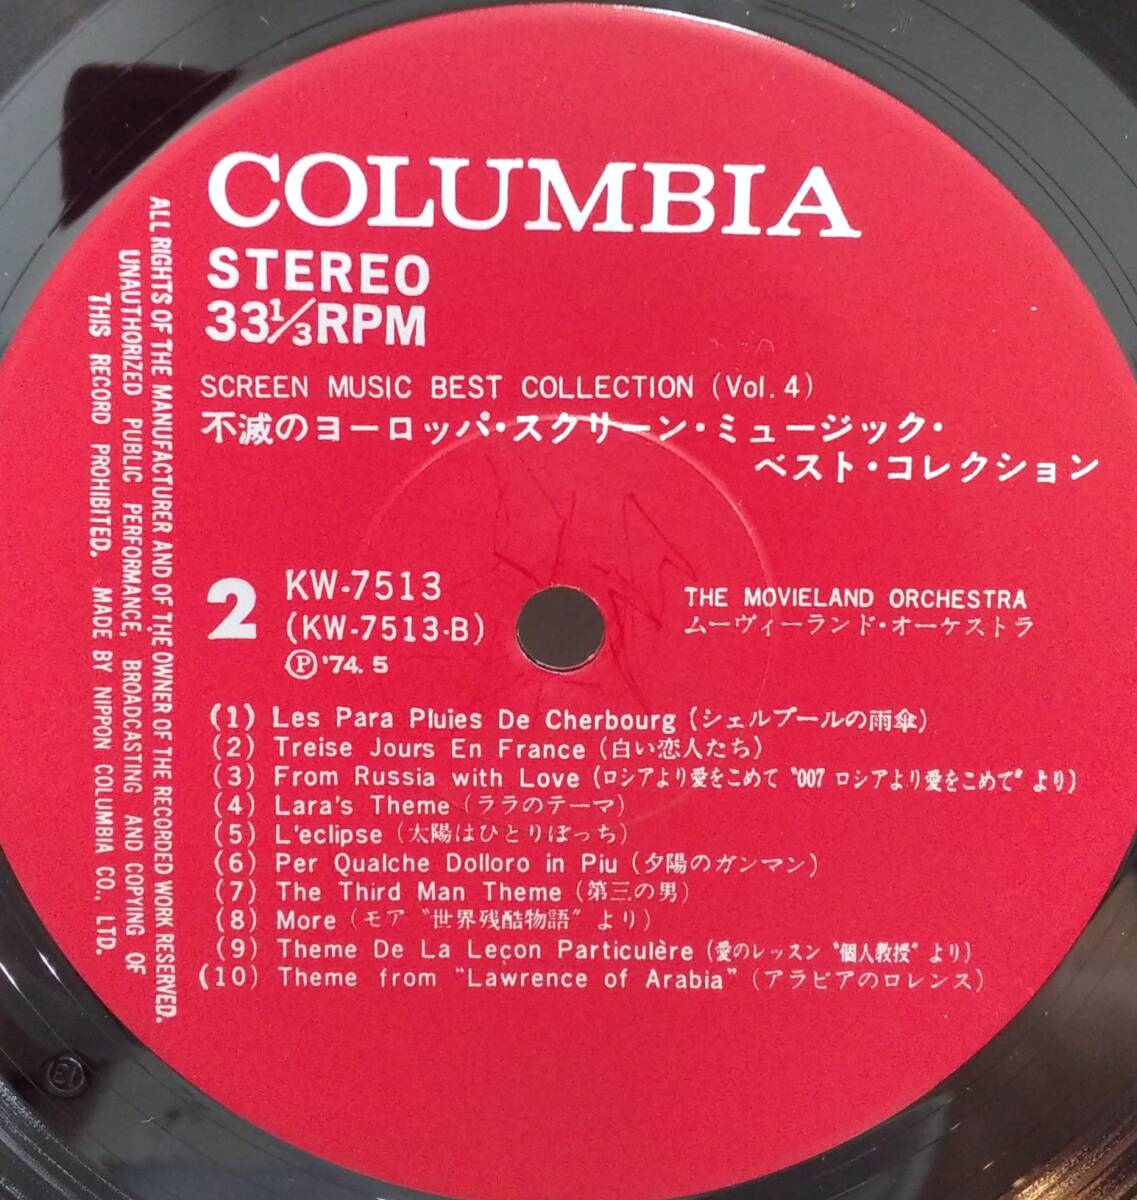 COLUMBIA
STEREO
33⅓RPM
SCREEN MUSIC BEST COLLECTION (Vol. 4)
不滅のヨーロッパ・スクリーン・ミュージック・
ベスト・コレクション
2
KW-7513
(KW-7513-B)
Ⓟ '74. 5
THE MOVIELAND ORCHESTRA
ムーヴィーランド・オーケストラ
(1) Les Para Pluies De Cherbourg (シェルブールの雨傘)
(2) Treise Jours En France (白い恋人たち)
(3) From Russia with Love (ロシアより愛をこめて〝007 ロシアより愛をこめて〟より)
(4) Lara's Theme (ララのテーマ)
(5) L'eclipse (太陽はひとりぼっち)
(6) Per Qualche Dolloro in Piu (夕陽のガンマン)
(7) The Third Man Theme (第三の男)
(8) More (モア〝世界残酷物語〟より)
(9) Theme De La Leçon Particulère (愛のレッスン〝個人教授〟より)
(10) Theme from "Lawrence of Arabia" (アラビアのロレンス)
ALL RIGHTS OF THE MANUFACTURER AND OF THE OWNER OF THE RECORDED WORK RESERVED.
UNAUTHORIZED PUBLIC PERFORMANCE, BROADCASTING AND COPYING OF
THIS RECORD PROHIBITED. MADE BY NIPPON COLUMBIA CO., LTD.